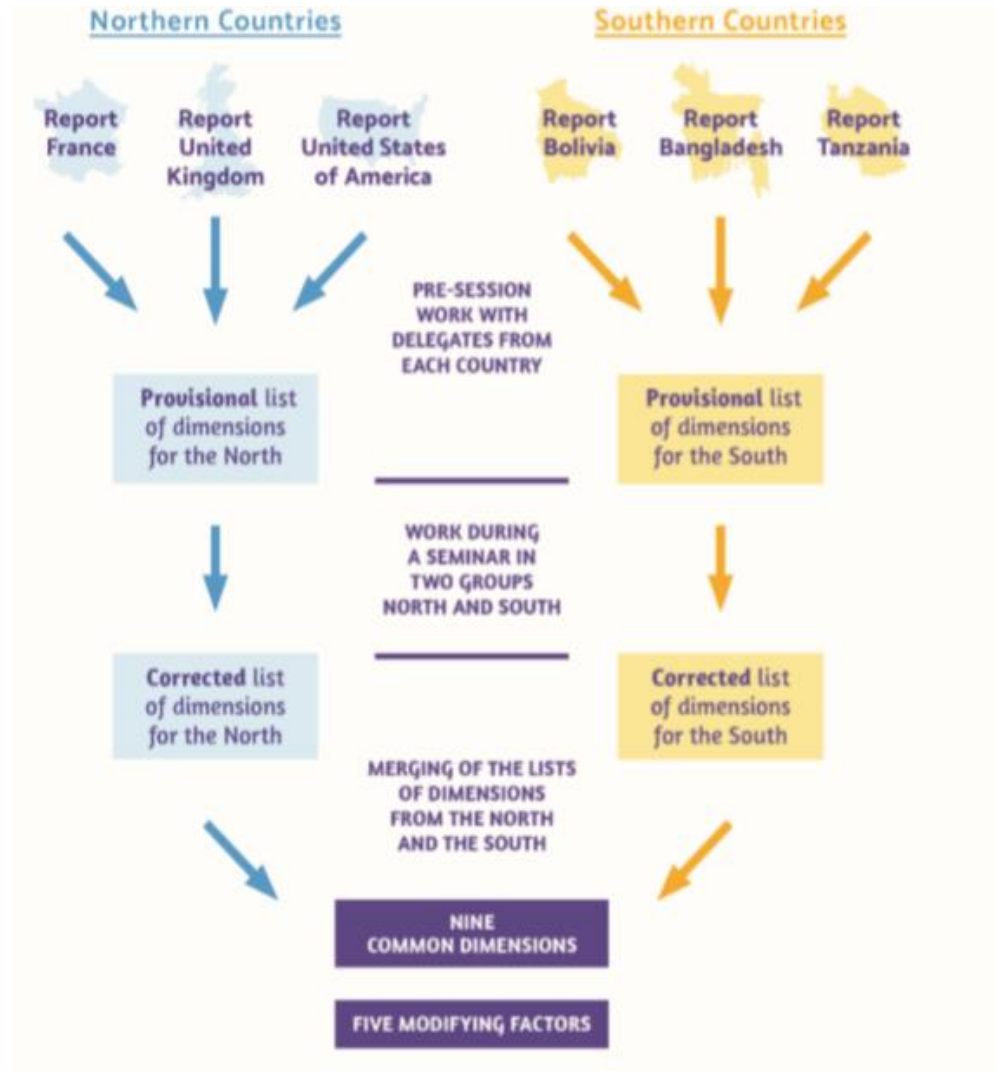 Northern Countries
Southern Countries
Report
France
Report
United
Kingdom
Report
United States
of America
Report
Bolivia
Report
Bangladesh
Report
Tanzania
PRE-SESSION
WORK WITH
DELEGATES FROM
EACH COUNTRY
Provisional list
of dimensions
for the North
Provisional list
of dimensions
for the South
WORK DURING
A SEMINAR IN
TWO GROUPS
NORTH AND SOUTH
Corrected list
of dimensions
for the North
Corrected list
of dimensions
for the South
MERGING OF THE LISTS
OF DIMENSIONS
FROM THE NORTH
AND THE SOUTH
NINE
COMMON DIMENSIONS
FIVE MODIFYING FACTORS